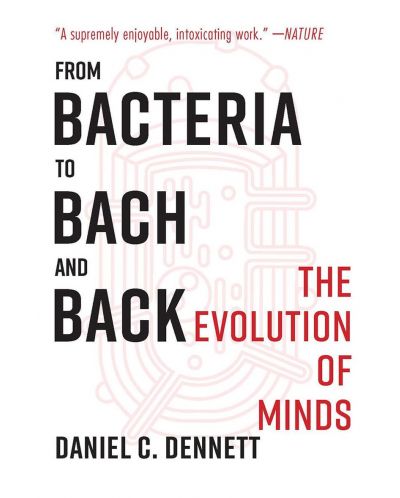 “A supremely enjoyable, intoxicating work.” —NATURE
FROM
BACTERIA
TO
BACH
AND
BACK
THE
EVOLUTION
OF
MINDS
DANIEL C. DENNETT